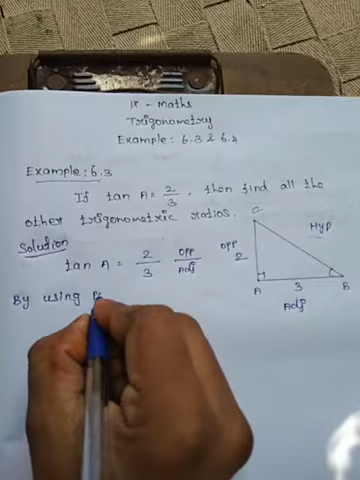 IX - Maths
Trigonometry
Example: 6.3 & 6.4
Example: 6.3
If tan A = 2/3, then find all the
other trigonometric ratios.
Solution
tan A = 2/3 opp/Adj
C
Hyp
opp
2
A 3 B
Adj
By using